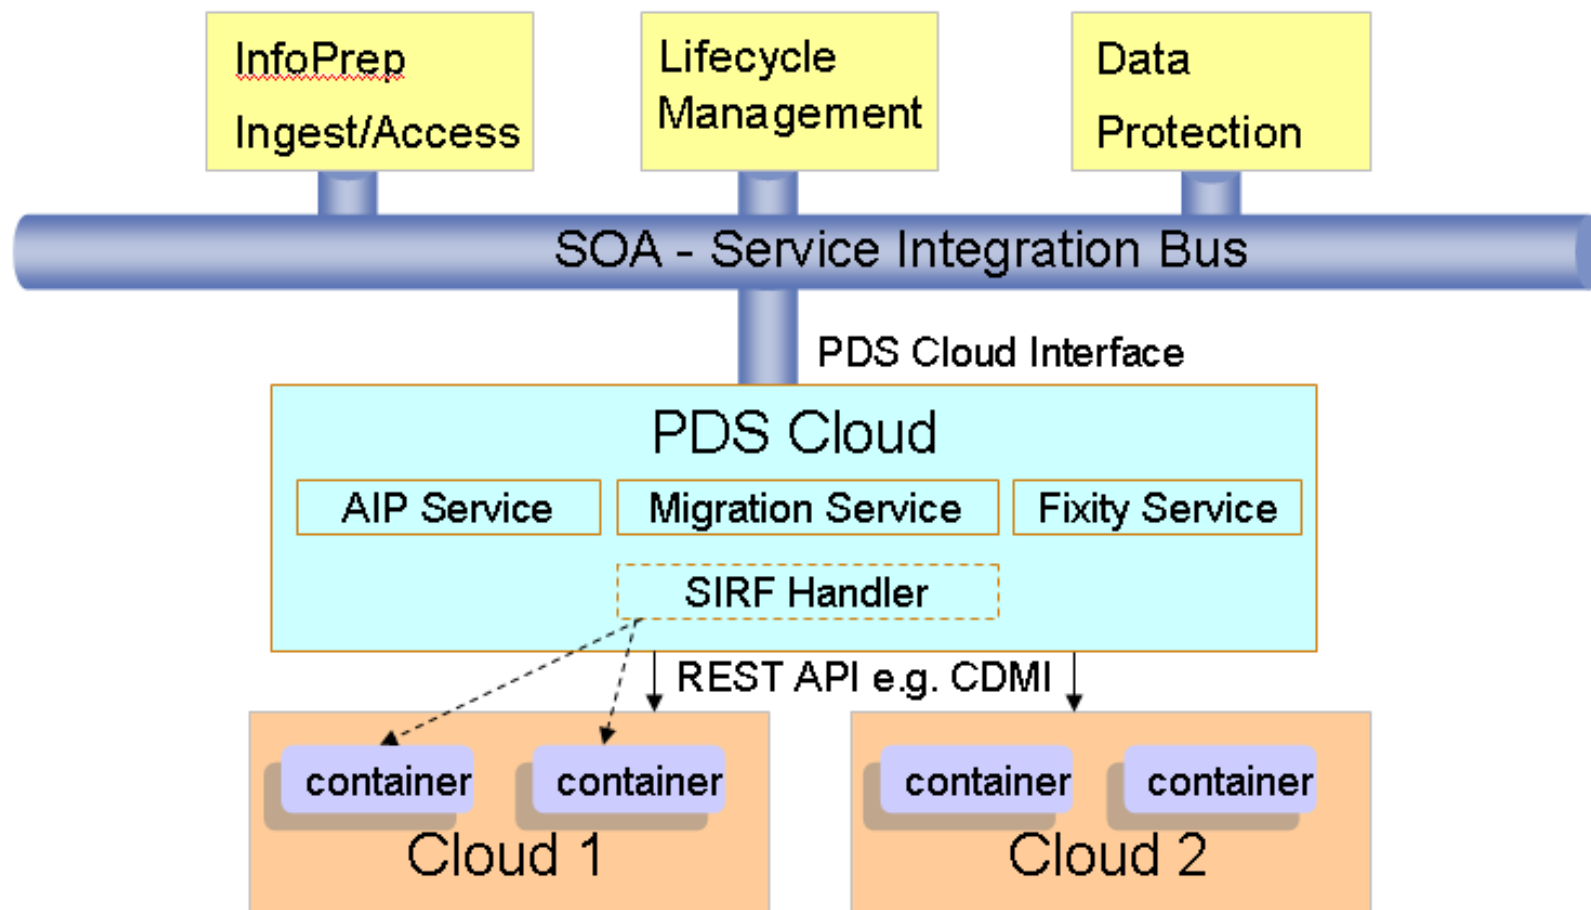 InfoPrep
Ingest/Access
Lifecycle
Management
Data
Protection
SOA - Service Integration Bus
PDS Cloud Interface
PDS Cloud
AIP Service
Migration Service
Fixity Service
SIRF Handler
REST API e.g. CDMI
container
container
container
container
Cloud 1
Cloud 2